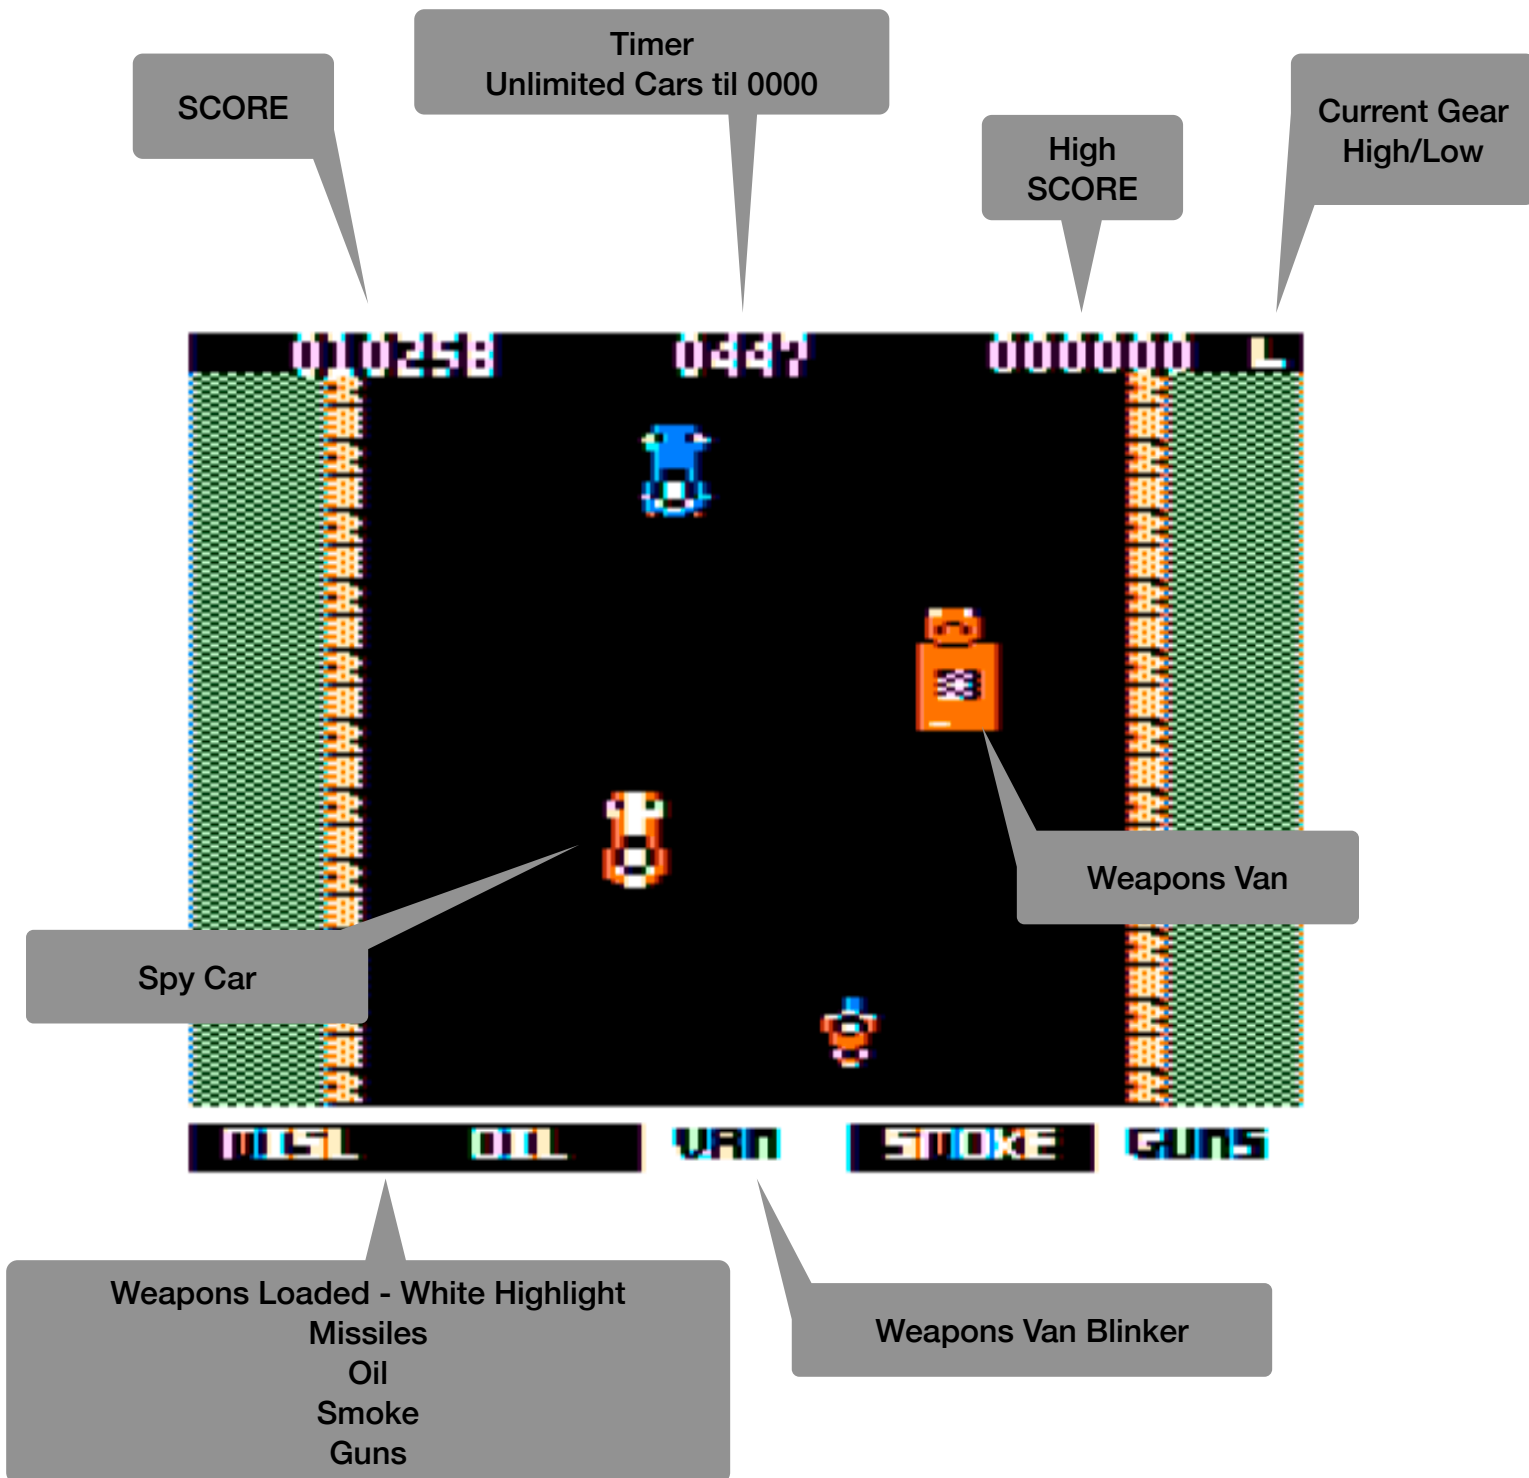 Timer
Unlimited Cars til 0000
SCORE
Current Gear
High/Low
High
SCORE
010258 0447 000000 L
Weapons Van
Spy Car
MISL OIL VAN SMOKE GUNS
Weapons Loaded - White Highlight
Missiles
Oil
Smoke
Guns
Weapons Van Blinker